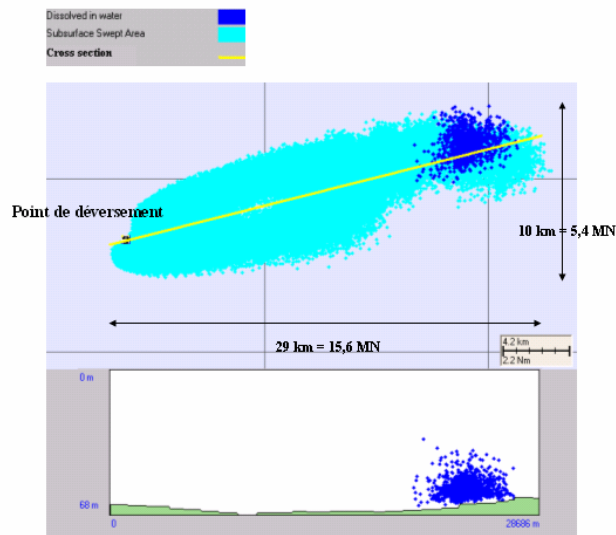 Dissolved in water
Subsurface Swept Area
Cross section
Point de déversement
10 km = 5,4 MN
29 km = 15,6 MN
4.2 km
2.2 Nm
0 m
68 m
0
28686 m